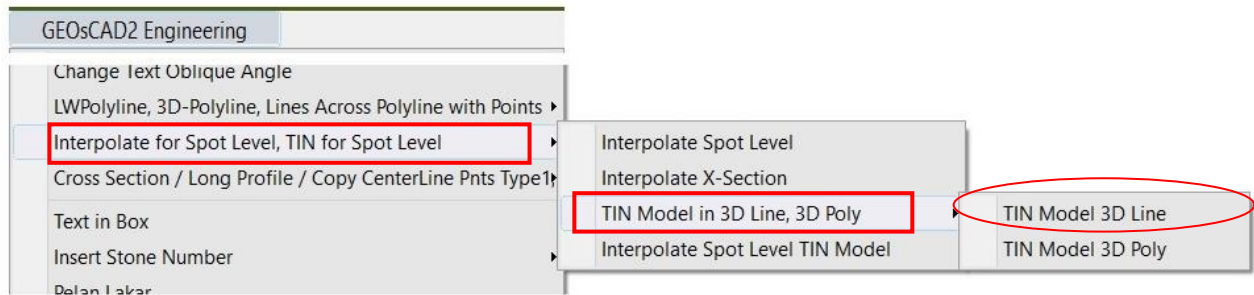 GEOsCAD2 Engineering
Change Text Oblique Angle
LWPolyline, 3D-Polyline, Lines Across Polyline with Points
Interpolate for Spot Level, TIN for Spot Level
Cross Section / Long Profile / Copy CenterLine Pnts Type1
Text in Box
Insert Stone Number
Pelan Lakar
Interpolate Spot Level
Interpolate X-Section
TIN Model in 3D Line, 3D Poly
Interpolate Spot Level TIN Model
TIN Model 3D Line
TIN Model 3D Poly